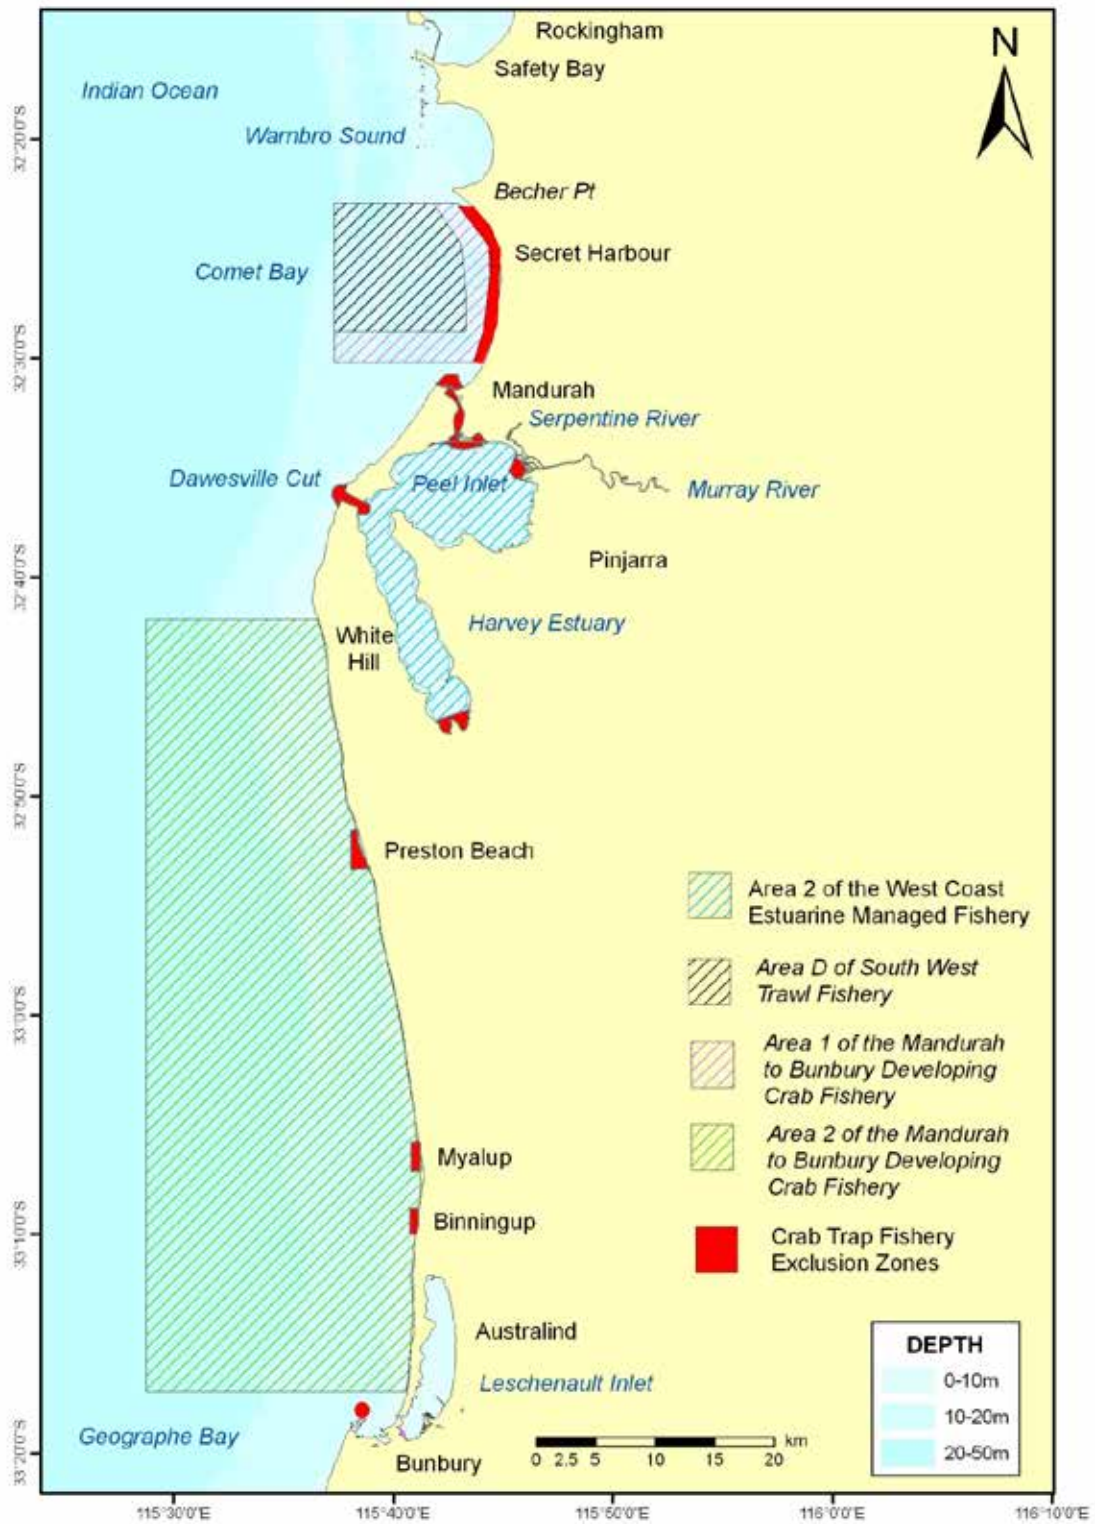 Rockingham
Safety Bay
N
Indian Ocean
Warnbro Sound
Becher Pt
Secret Harbour
Comet Bay
Mandurah
Serpentine River
Dawesville Cut
Peel Inlet
Murray River
Pinjarra
Harvey Estuary
White
Hill
Preston Beach
Area 2 of the West Coast
Estuarine Managed Fishery
Area D of South West
Trawl Fishery
Area 1 of the Mandurah
to Bunbury Developing
Crab Fishery
Area 2 of the Mandurah
to Bunbury Developing
Crab Fishery
Myalup
Binningup
Crab Trap Fishery
Exclusion Zones
Australind
Leschenault Inlet
Geographe Bay
Bunbury
DEPTH
0-10m
10-20m
20-50m
km
0 2.5 5 10 15 20
32°20'0"S
32°30'0"S
32°40'0"S
32°50'0"S
33°0'0"S
33°10'0"S
33°20'0"S
115°30'0"E 115°40'0"E 115°50'0"E 116°0'0"E 116°10'0"E